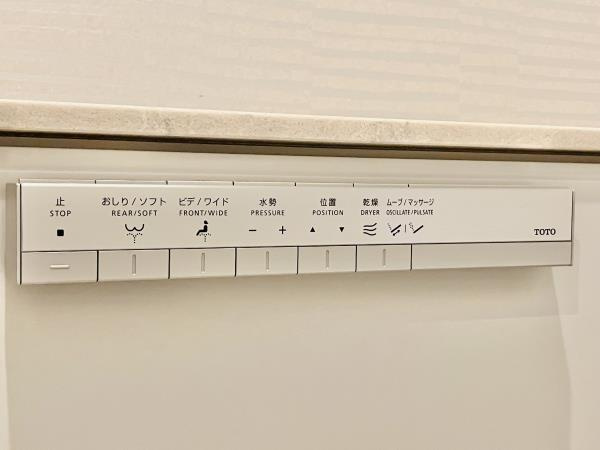 止
STOP
おしり/ソフト
REAR/SOFT
ビデ/ワイド
FRONT/WIDE
水勢
PRESSURE
− +
位置
POSITION
▲ ▼
乾燥
DRYER
ムーブ/マッサージ
OSCILLATE/PULSATE
TOTO